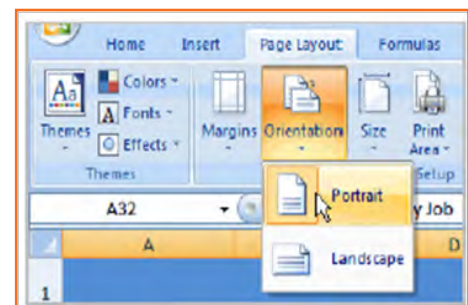 Home Insert Page Layout Formulas
Aa Colors
A Fonts
Effects
Themes
Margins Orientation Size Print
Area
Themes Setup
Portrait
A32 y Job
Landscape
A D
1